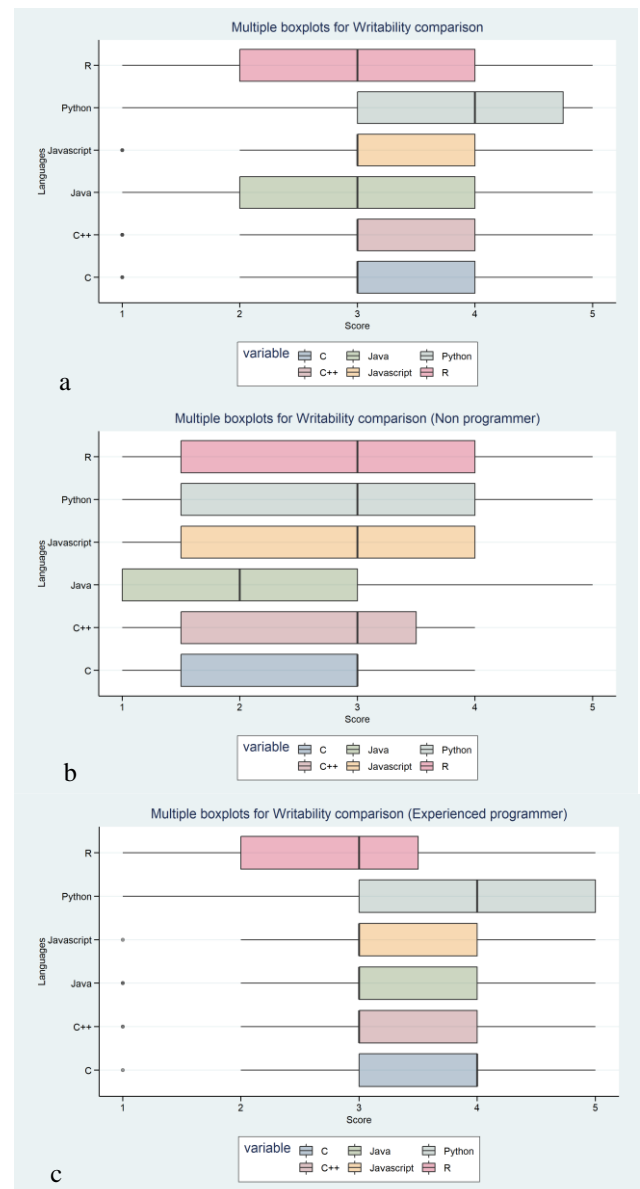 Multiple boxplots for Writability comparison
R
Python
Javascript
Java
C++
C
Languages
1 2 3 4 5
Score
variable C Java Python
C++ Javascript R
a
Multiple boxplots for Writability comparison (Non programmer)
R
Python
Javascript
Java
C++
C
Languages
1 2 3 4 5
Score
variable C Java Python
C++ Javascript R
b
Multiple boxplots for Writability comparison (Experienced programmer)
R
Python
Javascript
Java
C++
C
Languages
1 2 3 4 5
Score
variable C Java Python
C++ Javascript R
c